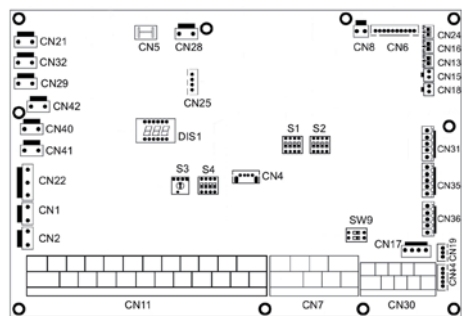 CN21
CN32
CN29
CN42
CN40
CN41
CN22
CN1
CN2
CN5
CN28
CN25
DIS1
S1
S2
S3
S4
CN4
CN8
CN6
CN24
CN16
CN13
CN15
CN18
CN31
CN35
CN36
SW9
CN17
CN19
CN44
CN11
CN7
CN30